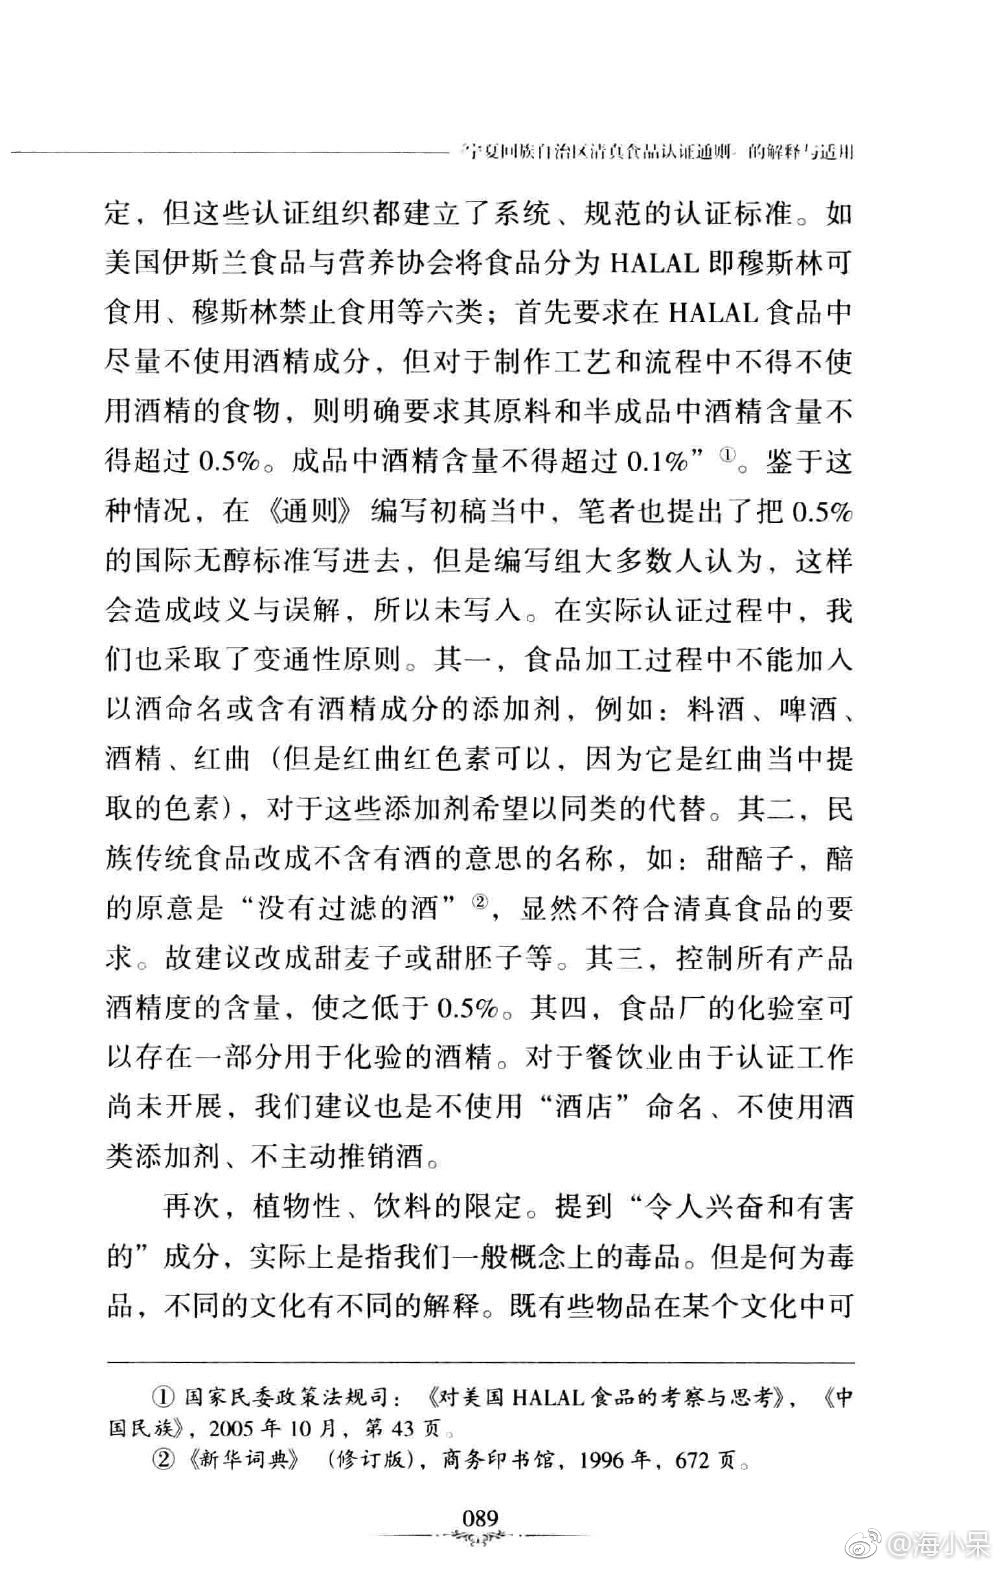 《宁夏回族自治区清真食品认证通则》的解释与适用
定，但这些认证组织都建立了系统、规范的认证标准。如
美国伊斯兰食品与营养协会将食品分为 HALAL 即穆斯林可
食用、穆斯林禁止食用等六类；首先要求在 HALAL 食品中
尽量不使用酒精成分，但对于制作工艺和流程中不得不使
用酒精的食物，则明确要求其原料和半成品中酒精含量不
得超过 0.5%。成品中酒精含量不得超过 0.1%”①。鉴于这
种情况，在《通则》编写初稿当中，笔者也提出了把 0.5%
的国际无醇标准写进去，但是编写组大多数人认为，这样
会造成歧义与误解，所以未写入。在实际认证过程中，我
们也采取了变通性原则。其一，食品加工过程中不能加入
以酒命名或含有酒精成分的添加剂，例如：料酒、啤酒、
酒精、红曲（但是红曲红色素可以，因为它是红曲当中提
取的色素），对于这些添加剂希望以同类的代替。其二，民
族传统食品改成不含有酒的意思的名称，如：甜醅子，醅
的原意是“没有过滤的酒”②，显然不符合清真食品的要
求。故建议改成甜麦子或甜胚子等。其三，控制所有产品
酒精度的含量，使之低于 0.5%。其四，食品厂的化验室可
以存在一部分用于化验的酒精。对于餐饮业由于认证工作
尚未开展，我们建议也是不使用“酒店”命名、不使用酒
类添加剂、不主动推销酒。
再次，植物性、饮料的限定。提到“令人兴奋和有害
的”成分，实际上是指我们一般概念上的毒品。但是何为毒
品，不同的文化有不同的解释。既有些物品在某个文化中可
① 国家民委政策法规司：《对美国 HALAL 食品的考察与思考》，《中
国民族》，2005 年 10 月，第 43 页。
②《新华词典》（修订版），商务印书馆，1996 年，672 页。
089
@海小呆